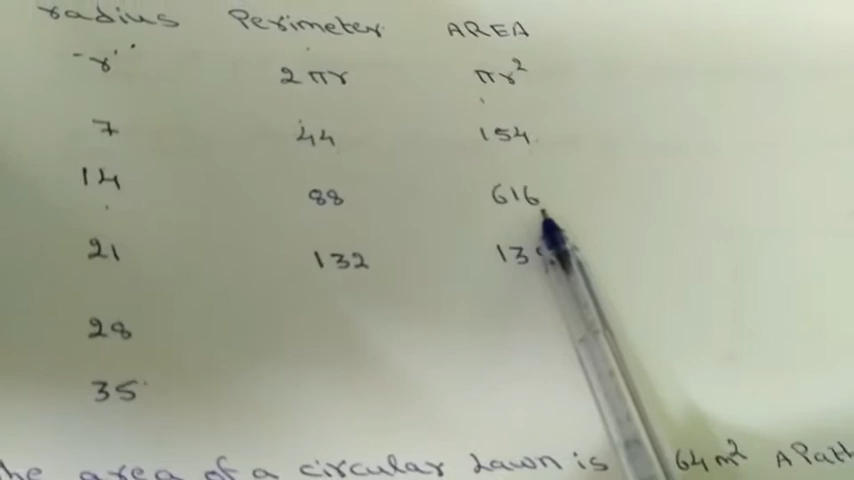 radius Perimeter AREA
"r" 2πr πr²
7 44 154
14 88 616
21 132
28
35
the area of a circular Lawn is 64m² A Path